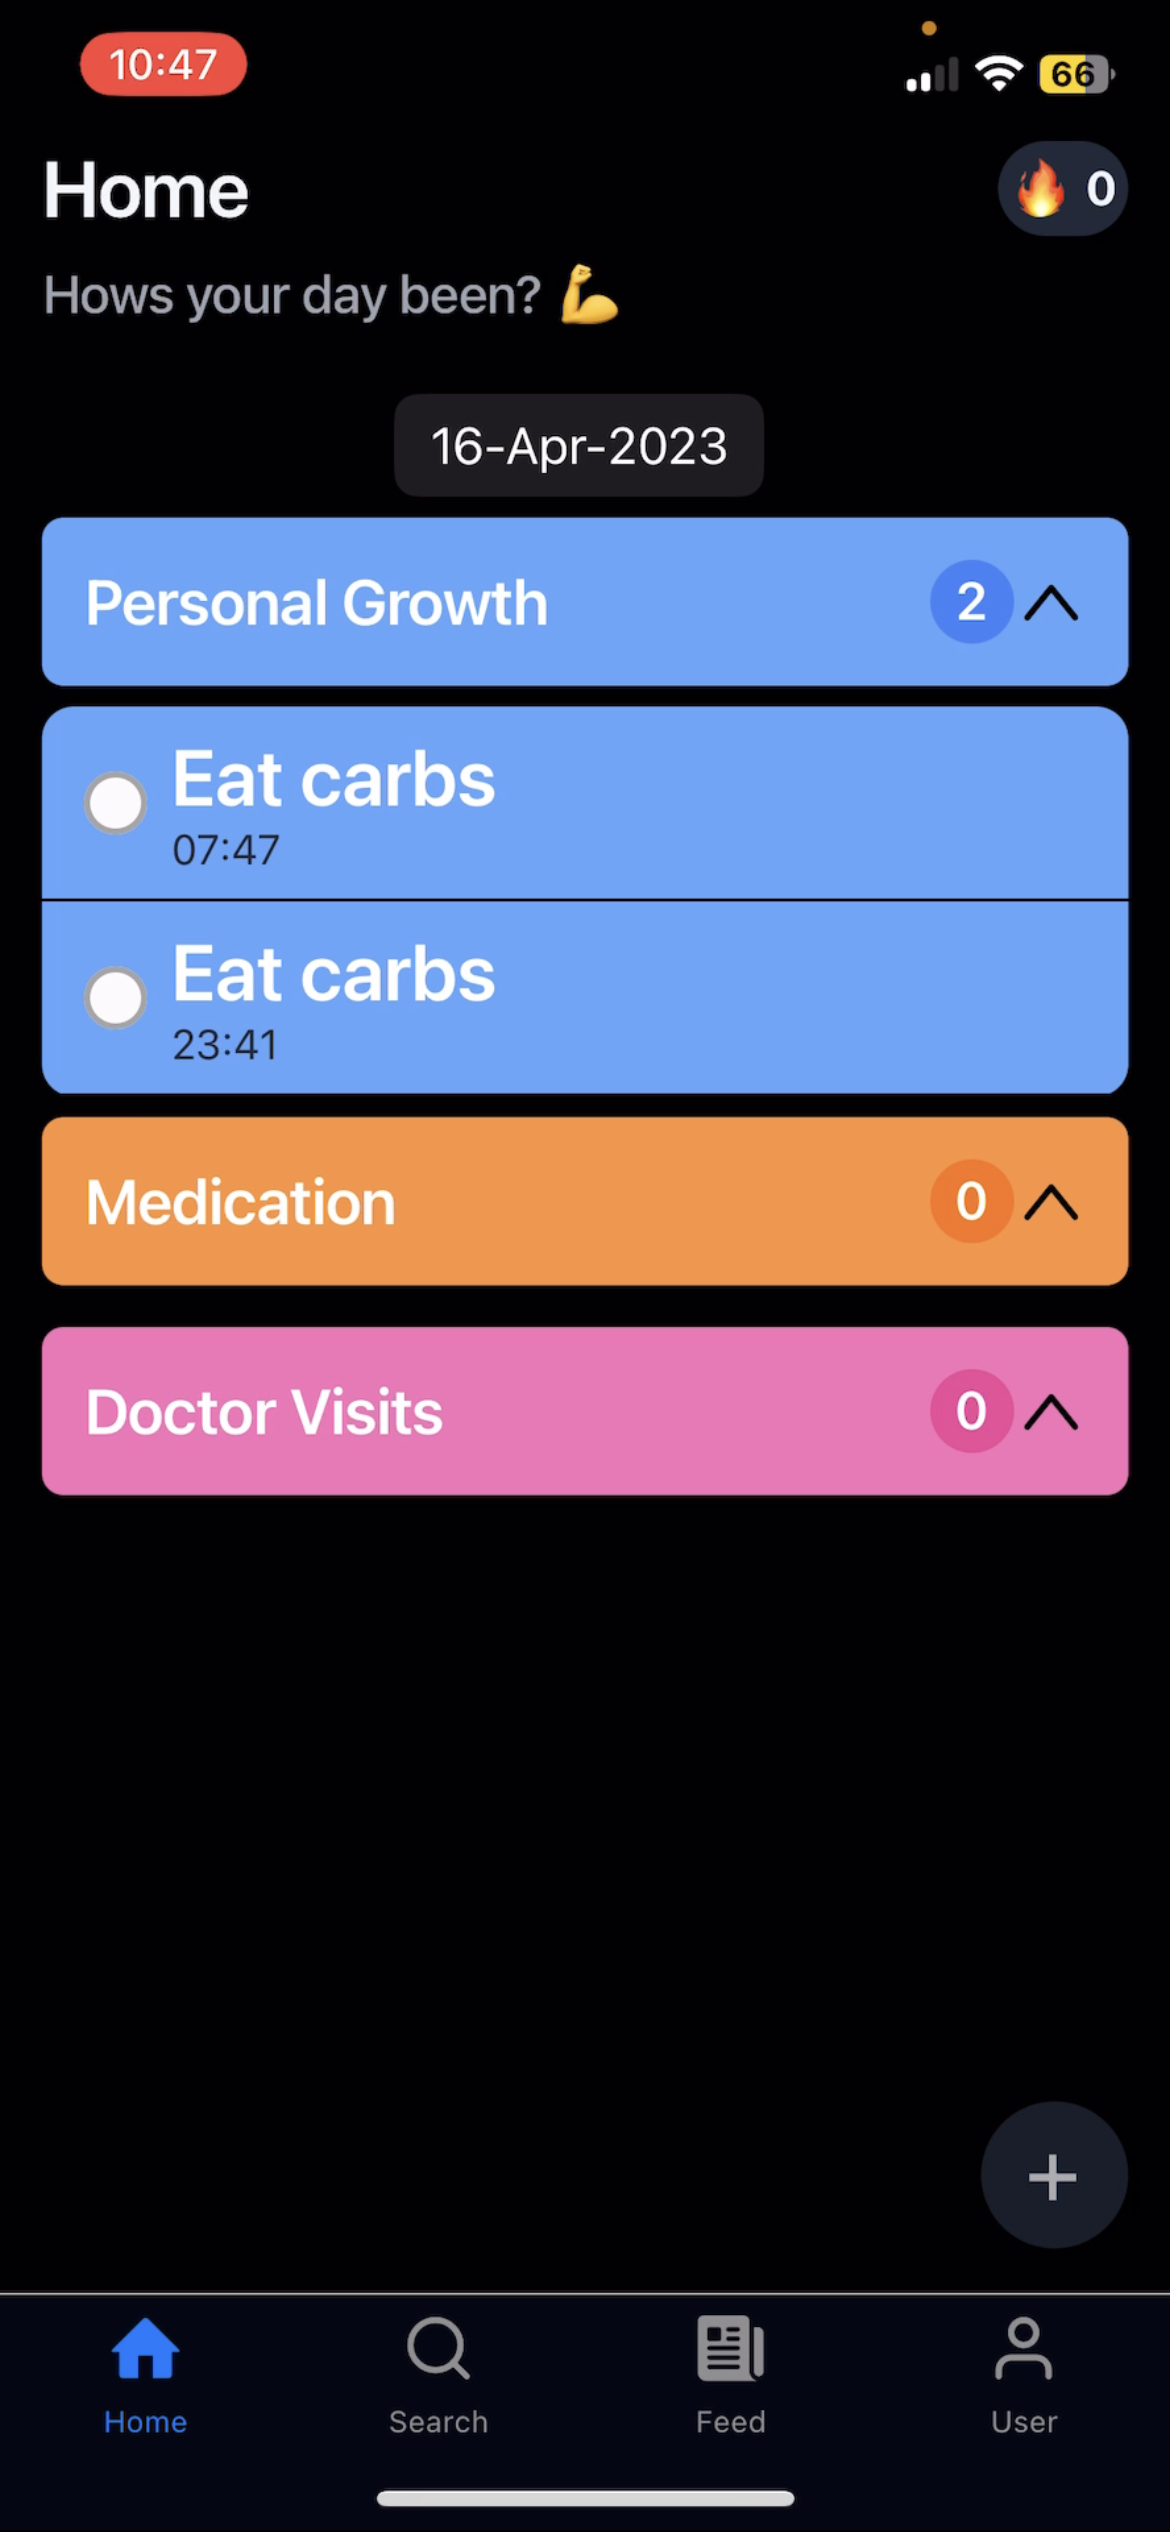 10:47
66
Home
🔥 0
Hows your day been? 💪
16-Apr-2023
Personal Growth
2
Eat carbs
07:47
Eat carbs
23:41
Medication
0
Doctor Visits
0
+
Home
Search
Feed
User